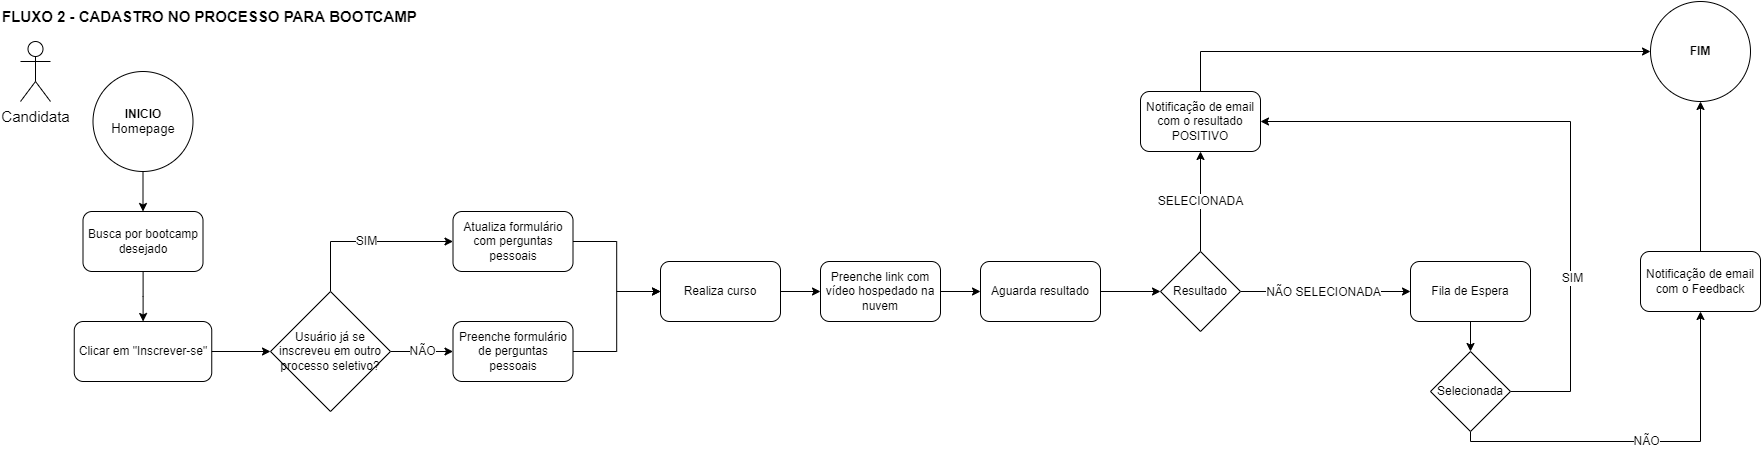 FLUXO 2 - CADASTRO NO PROCESSO PARA BOOTCAMP
Candidata
INICIO
Homepage
Busca por bootcamp
desejado
Clicar em "Inscrever-se"
Usuário já se
inscreveu em outro
processo seletivo?
SIM
NÃO
Atualiza formulário
com perguntas
pessoais
Preenche formulário
de perguntas
pessoais
Realiza curso
Preenche link com
vídeo hospedado na
nuvem
Aguarda resultado
Resultado
SELECIONADA
Notificação de email
com o resultado
POSITIVO
NÃO SELECIONADA
Fila de Espera
Selecionada
SIM
NÃO
Notificação de email
com o Feedback
FIM